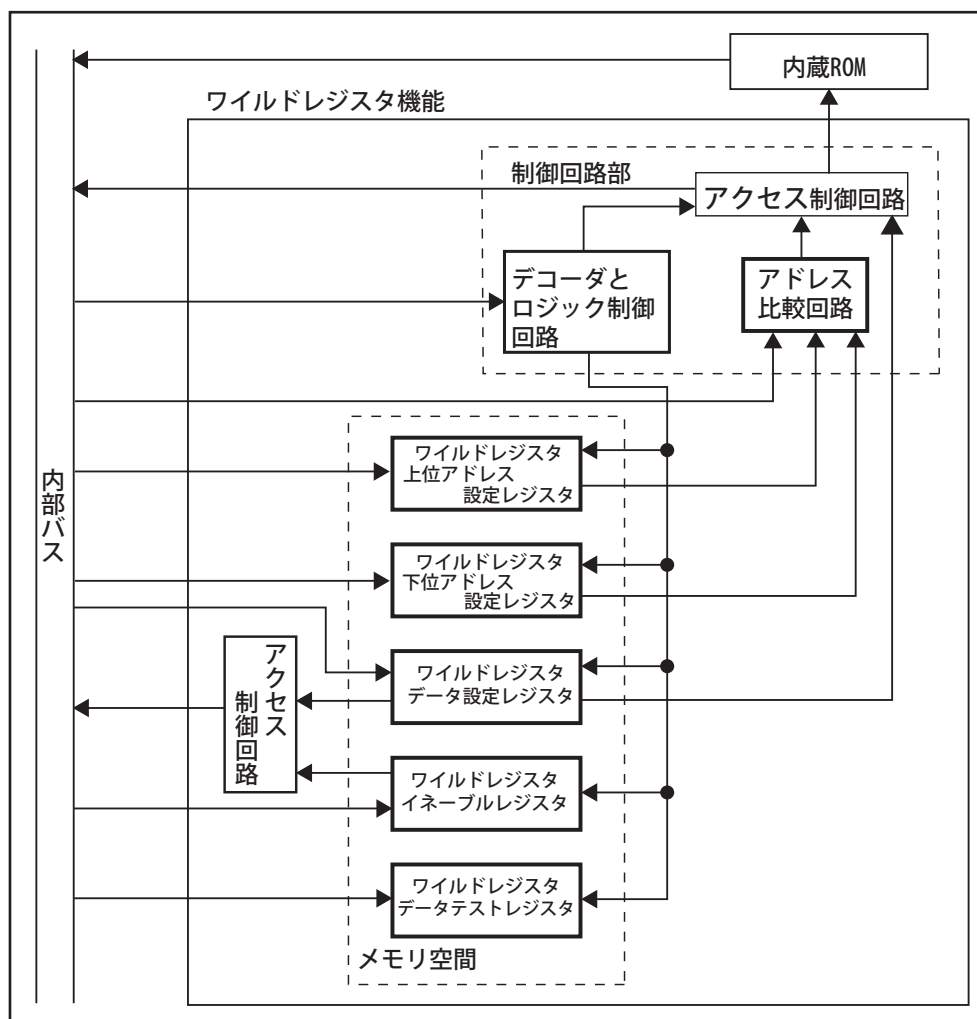 内蔵ROM
ワイルドレジスタ機能
制御回路部
アクセス制御回路
デコーダと
ロジック制御
回路
アドレス
比較回路
内部バス
ワイルドレジスタ
上位アドレス
設定レジスタ
ワイルドレジスタ
下位アドレス
設定レジスタ
アクセス
制御回路
ワイルドレジスタ
データ設定レジスタ
ワイルドレジスタ
イネーブルレジスタ
ワイルドレジスタ
データテストレジスタ
メモリ空間